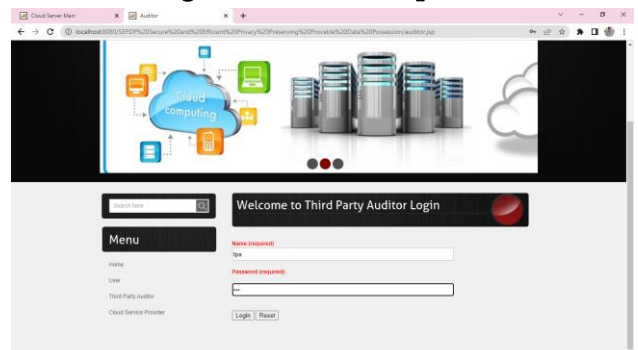 Cloud Server Main
Auditor
localhost:8080/SEPDP%20Secure%20and%20Efficient%20Privacy%20Preserving%20Provable%20Data%20Possession/auditor.jsp
Cloud
computing
Search here
Welcome to Third Party Auditor Login
Menu
Name (required)
tpa
Home
Password (required)
User
•••
Third Party Auditor
Cloud Service Provider
Login
Reset